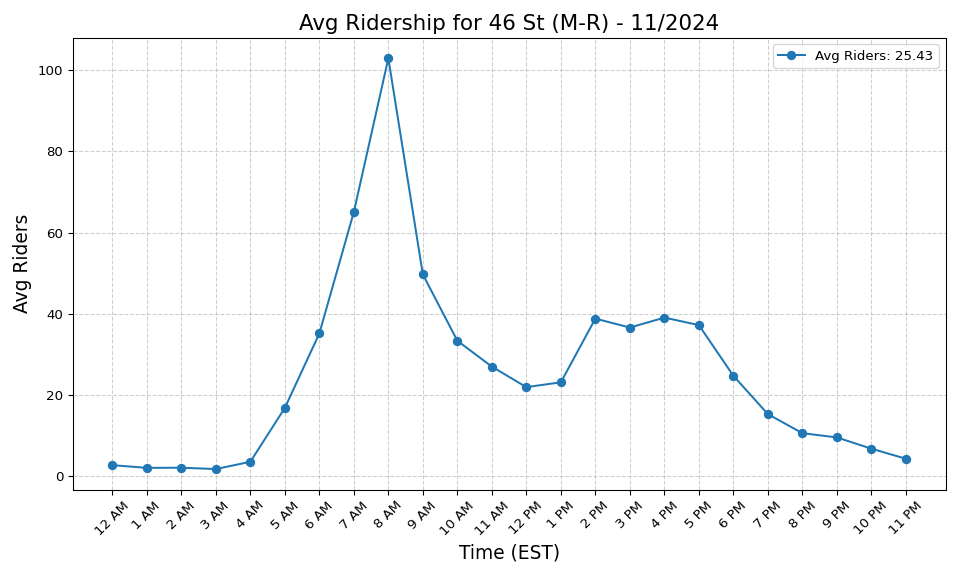 Avg Ridership for 46 St (M-R) - 11/2024
Avg Riders: 25.43
Avg Riders
100
80
60
40
20
0
12 AM 1 AM 2 AM 3 AM 4 AM 5 AM 6 AM 7 AM 8 AM 9 AM 10 AM 11 AM 12 PM 1 PM 2 PM 3 PM 4 PM 5 PM 6 PM 7 PM 8 PM 9 PM 10 PM 11 PM
Time (EST)